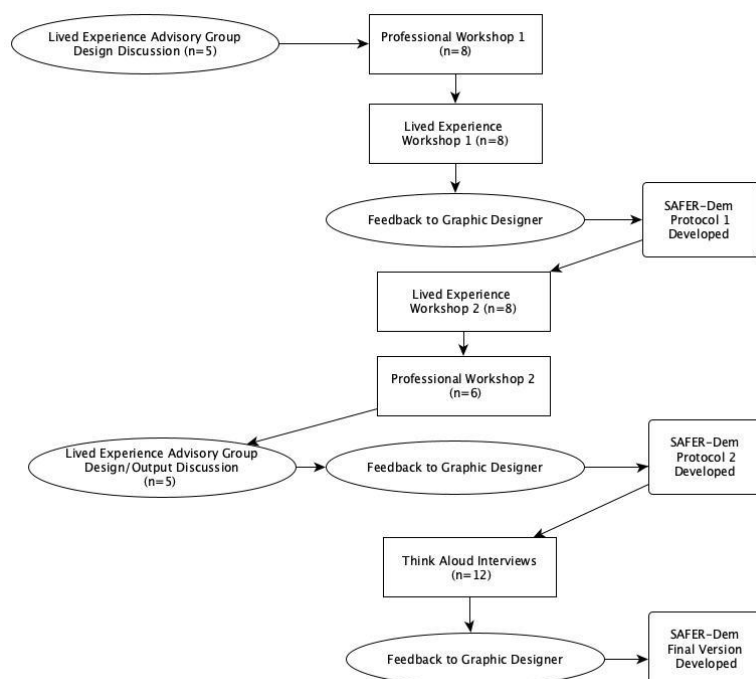 Lived Experience Advisory Group
Design Discussion (n=5)
Professional Workshop 1
(n=8)
Lived Experience
Workshop 1 (n=8)
Feedback to Graphic Designer
SAFER-Dem
Protocol 1
Developed
Lived Experience
Workshop 2 (n=8)
Professional Workshop 2
(n=6)
Lived Experience Advisory Group
Design/Output Discussion
(n=5)
Feedback to Graphic Designer
SAFER-Dem
Protocol 2
Developed
Think Aloud Interviews
(n=12)
Feedback to Graphic Designer
SAFER-Dem
Final Version
Developed